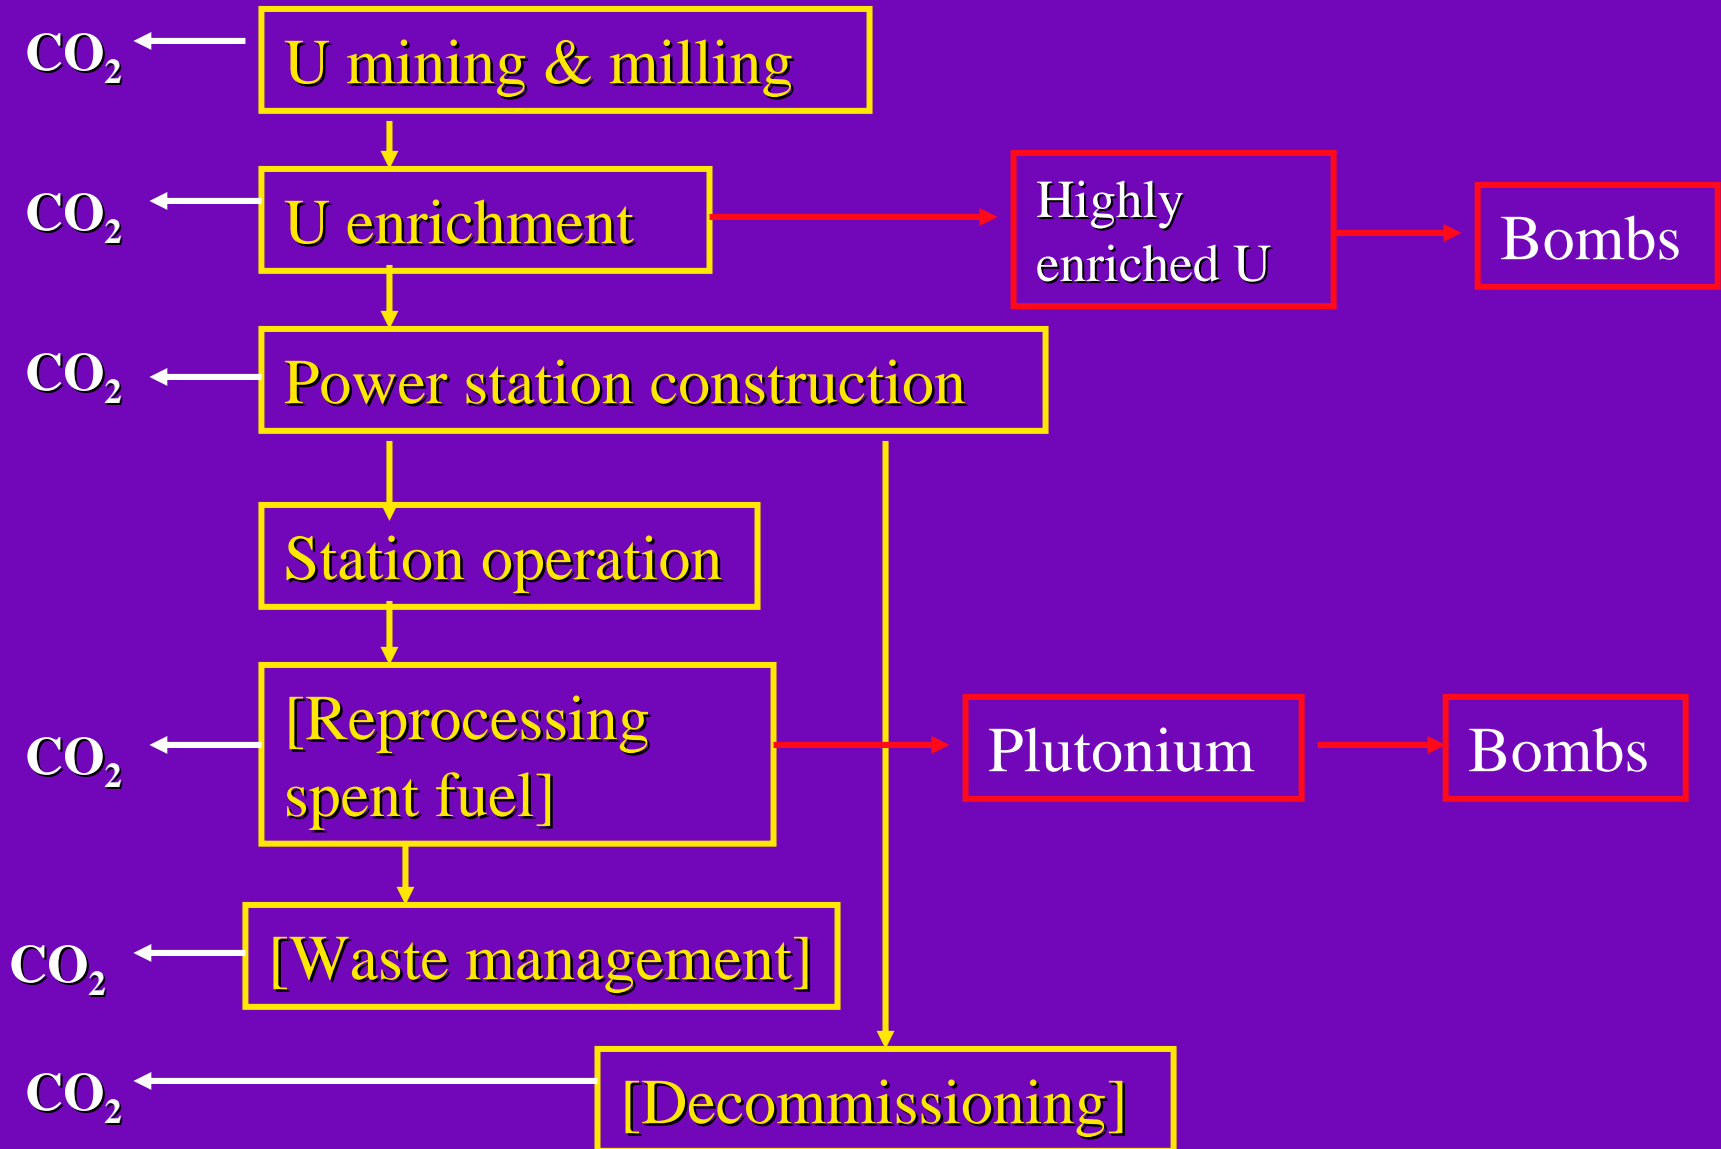 CO₂
U mining & milling
CO₂
U enrichment
Highly
enriched U
Bombs
CO₂
Power station construction
Station operation
CO₂
[Reprocessing
spent fuel]
Plutonium
Bombs
CO₂
[Waste management]
CO₂
[Decommissioning]